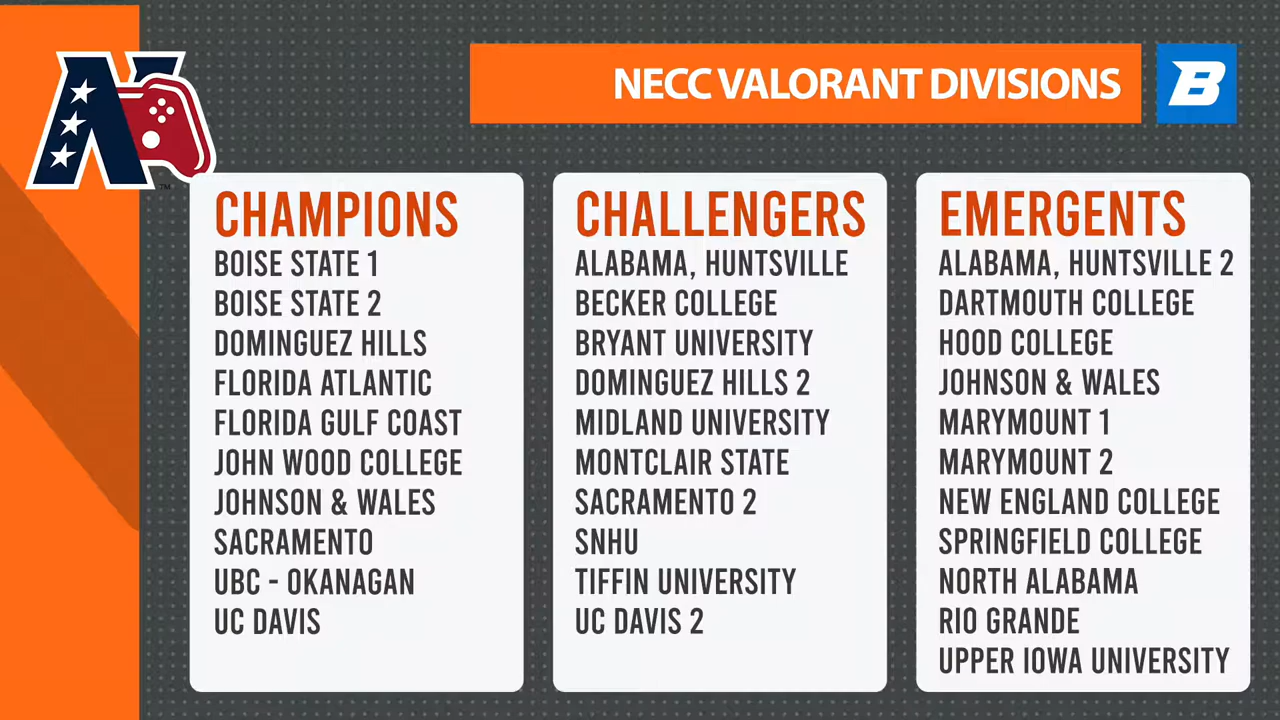 NECC VALORANT DIVISIONS
B
N
TM
CHAMPIONS
BOISE STATE 1
BOISE STATE 2
DOMINGUEZ HILLS
FLORIDA ATLANTIC
FLORIDA GULF COAST
JOHN WOOD COLLEGE
JOHNSON & WALES
SACRAMENTO
UBC - OKANAGAN
UC DAVIS
CHALLENGERS
ALABAMA, HUNTSVILLE
BECKER COLLEGE
BRYANT UNIVERSITY
DOMINGUEZ HILLS 2
MIDLAND UNIVERSITY
MONTCLAIR STATE
SACRAMENTO 2
SNHU
TIFFIN UNIVERSITY
UC DAVIS 2
EMERGENTS
ALABAMA, HUNTSVILLE 2
DARTMOUTH COLLEGE
HOOD COLLEGE
JOHNSON & WALES
MARYMOUNT 1
MARYMOUNT 2
NEW ENGLAND COLLEGE
SPRINGFIELD COLLEGE
NORTH ALABAMA
RIO GRANDE
UPPER IOWA UNIVERSITY